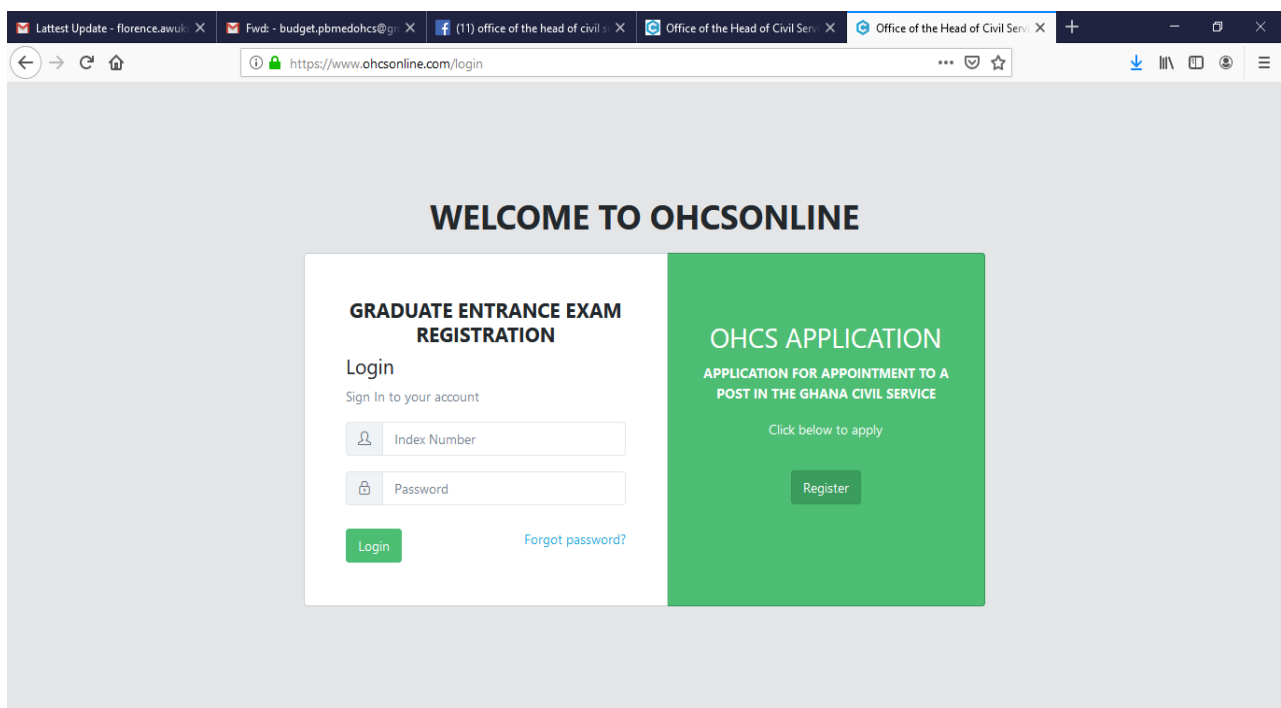 Lattest Update - florence.awuk
Fwd: - budget.pbmedohcs@g
(11) office of the head of civil s
Office of the Head of Civil Serv
Office of the Head of Civil Serv
https://www.ohcsonline.com/login
WELCOME TO OHCSONLINE
GRADUATE ENTRANCE EXAM
REGISTRATION
Login
Sign In to your account
Index Number
Password
Login
Forgot password?
OHCS APPLICATION
APPLICATION FOR APPOINTMENT TO A
POST IN THE GHANA CIVIL SERVICE
Click below to apply
Register